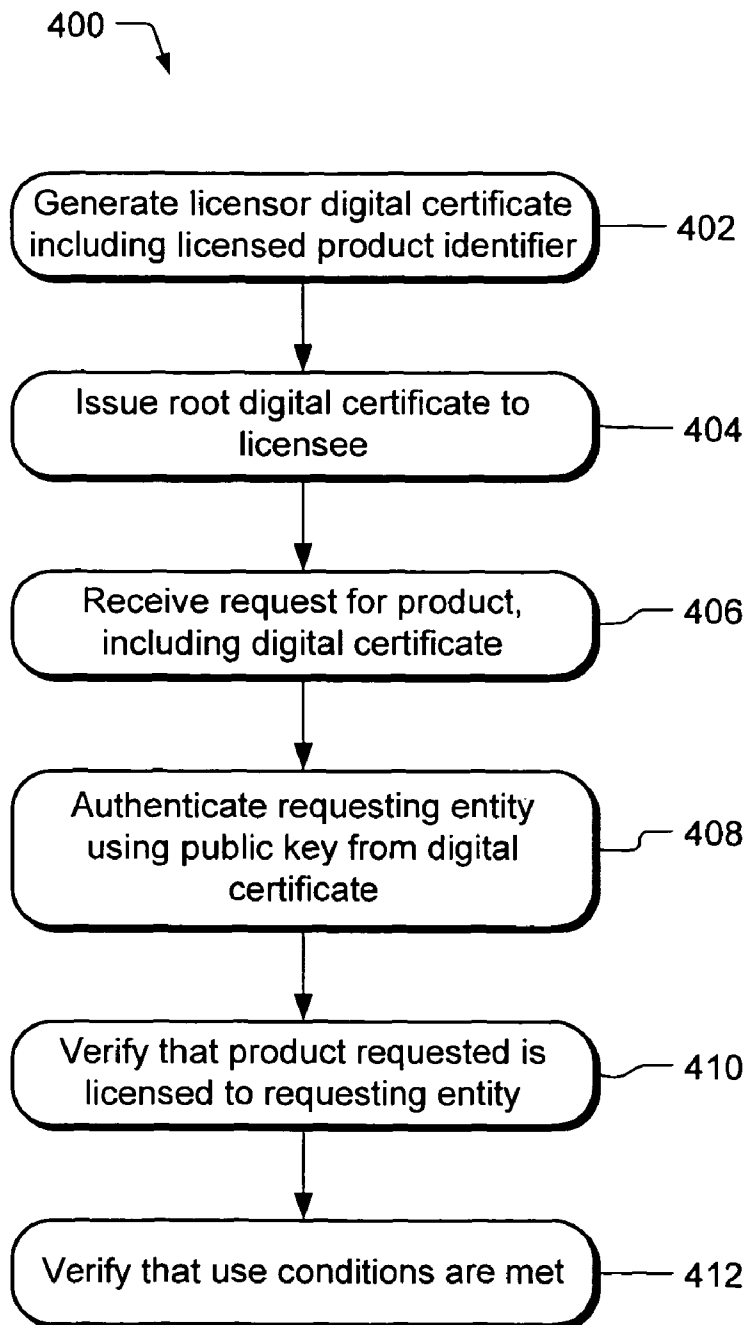 400
Generate licensor digital certificate
including licensed product identifier
402
Issue root digital certificate to
licensee
404
Receive request for product,
including digital certificate
406
Authenticate requesting entity
using public key from digital
certificate
408
Verify that product requested is
licensed to requesting entity
410
Verify that use conditions are met
412